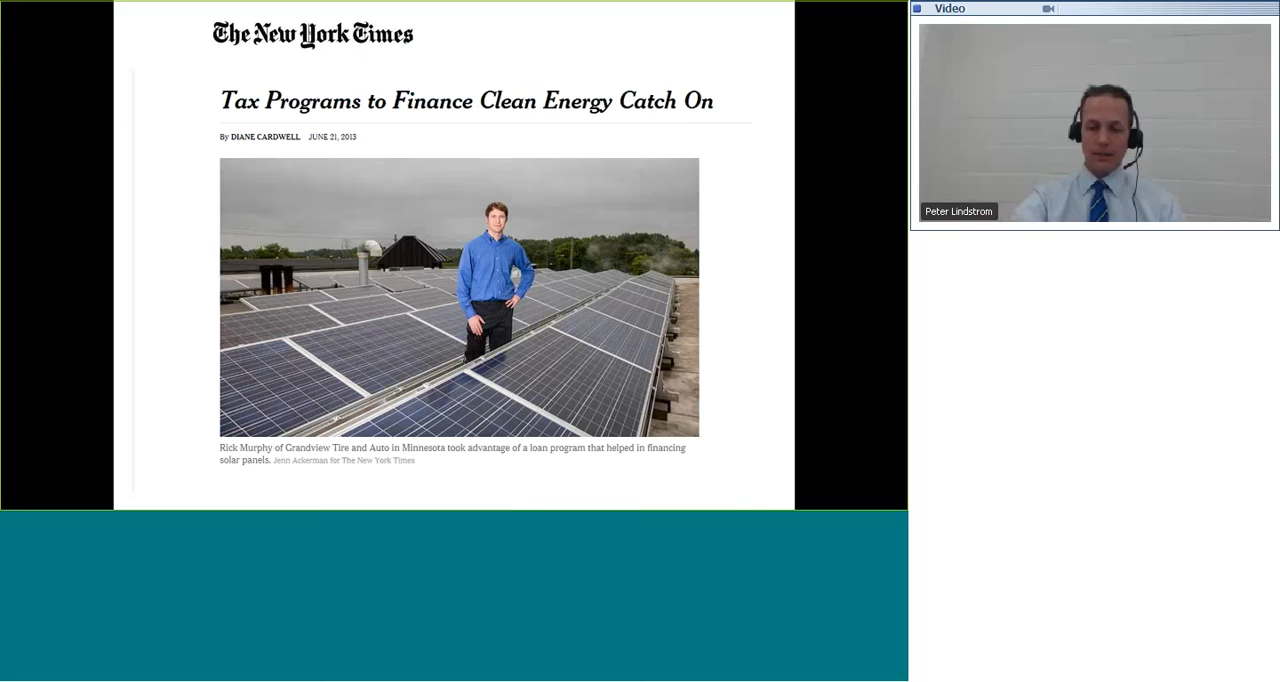 The New York Times
Tax Programs to Finance Clean Energy Catch On
By DIANE CARDWELL JUNE 21, 2013
Rick Murphy of Grandview Tire and Auto in Minnesota took advantage of a loan program that helped in financing
solar panels. Jenn Ackerman for The New York Times
Video
Peter Lindstrom